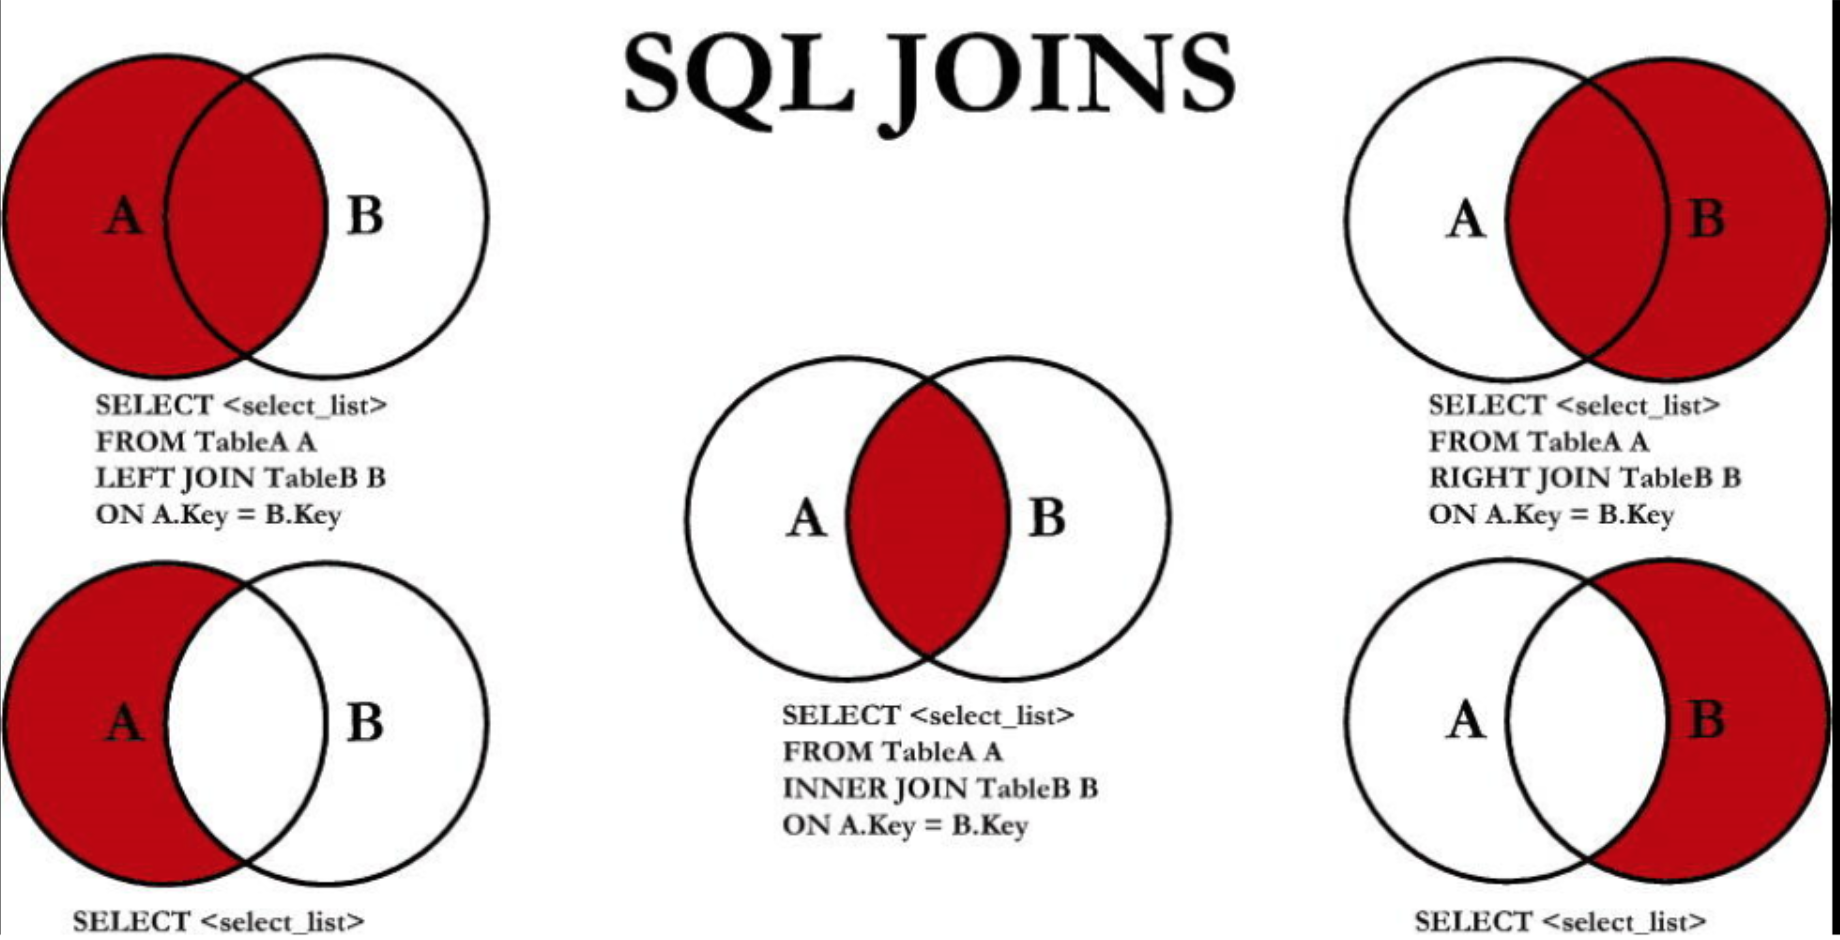 SQL JOINS
A B
SELECT <select_list>
FROM TableA A
LEFT JOIN TableB B
ON A.Key = B.Key
A B
SELECT <select_list>
FROM TableA A
RIGHT JOIN TableB B
ON A.Key = B.Key
A B
SELECT <select_list>
FROM TableA A
INNER JOIN TableB B
ON A.Key = B.Key
A B
SELECT <select_list>
A B
SELECT <select_list>